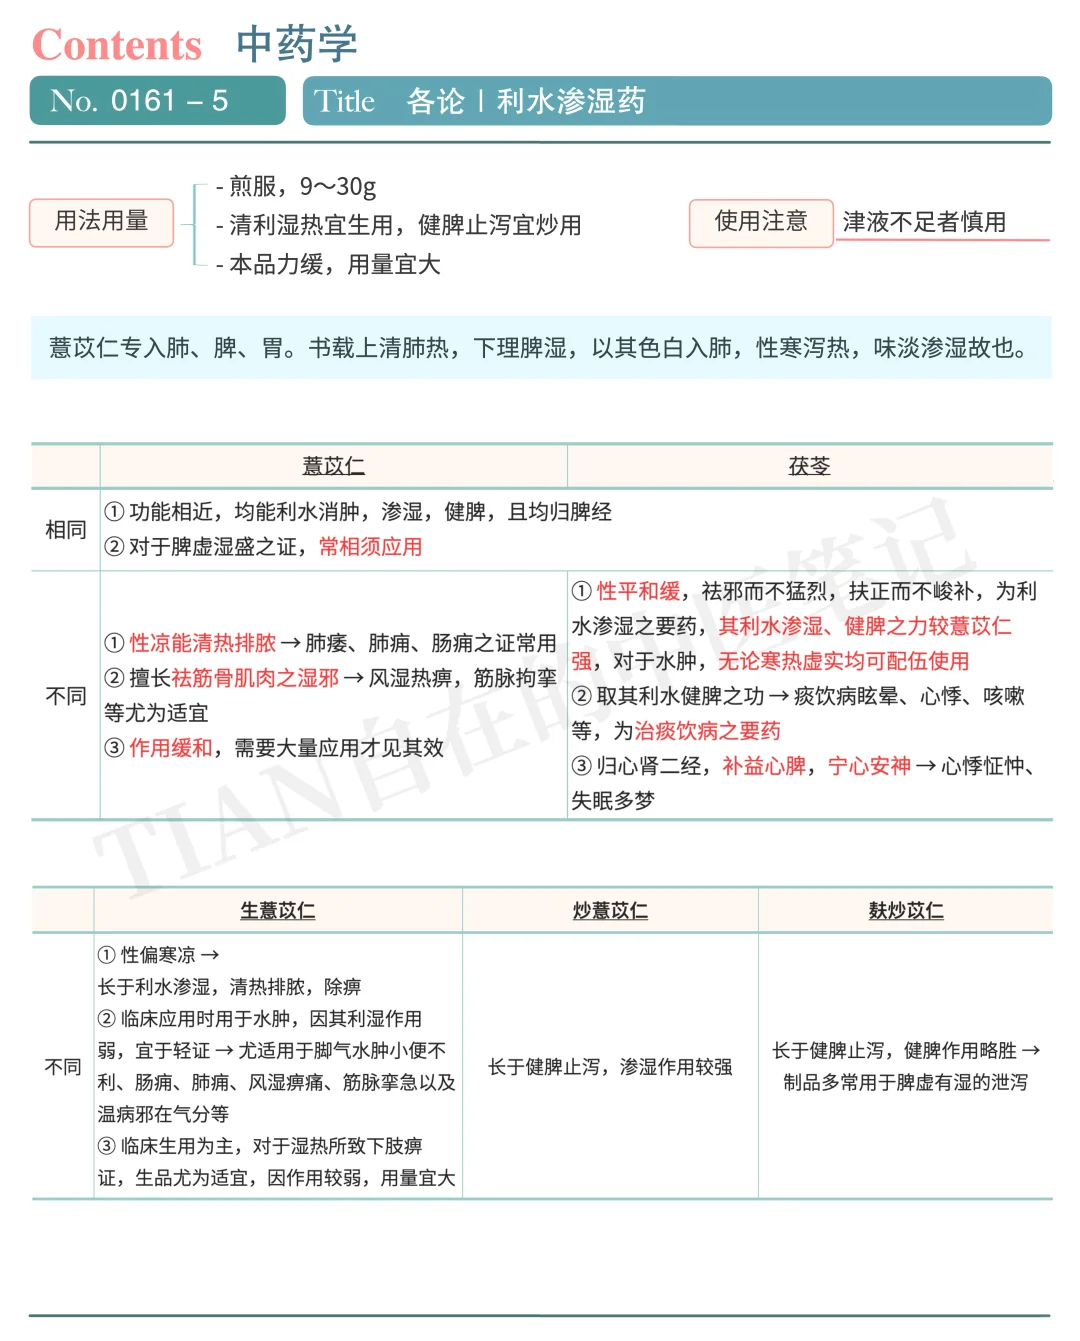 Contents 中药学
No. 0161 – 5
Title 各论 | 利水渗湿药
用法用量
- 煎服，9～30g
- 清利湿热宜生用，健脾止泻宜炒用
- 本品力缓，用量宜大
使用注意
津液不足者慎用
薏苡仁专入肺、脾、胃。书载上清肺热，下理脾湿，以其色白入肺，性寒泻热，味淡渗湿故也。
薏苡仁
茯苓
相同
① 功能相近，均能利水消肿，渗湿，健脾，且均归脾经
② 对于脾虚湿盛之证，常相须应用
不同
① 性凉能清热排脓 → 肺痿、肺痈、肠痈之证常用
② 擅长祛筋骨肌肉之湿邪 → 风湿热痹，筋脉拘挛
等尤为适宜
③ 作用缓和，需要大量应用才见其效
① 性平和缓，祛邪而不猛烈，扶正而不峻补，为利
水渗湿之要药，其利水渗湿、健脾之力较薏苡仁
强，对于水肿，无论寒热虚实均可配伍使用
② 取其利水健脾之功 → 痰饮病眩晕、心悸、咳嗽
等，为治痰饮病之要药
③ 归心肾二经，补益心脾，宁心安神 → 心悸怔忡、
失眠多梦
生薏苡仁
炒薏苡仁
麸炒苡仁
不同
① 性偏寒凉 →
长于利水渗湿，清热排脓，除痹
② 临床应用时用于水肿，因其利湿作用
弱，宜于轻证 → 尤适用于脚气水肿小便不
利、肠痈、肺痈、风湿痹痛、筋脉挛急以及
温病邪在气分等
③ 临床生用为主，对于湿热所致下肢痹
证，生品尤为适宜，因作用较弱，用量宜大
长于健脾止泻，渗湿作用较强
长于健脾止泻，健脾作用略胜 →
制品多常用于脾虚有湿的泄泻
TIAN自在的中医笔记